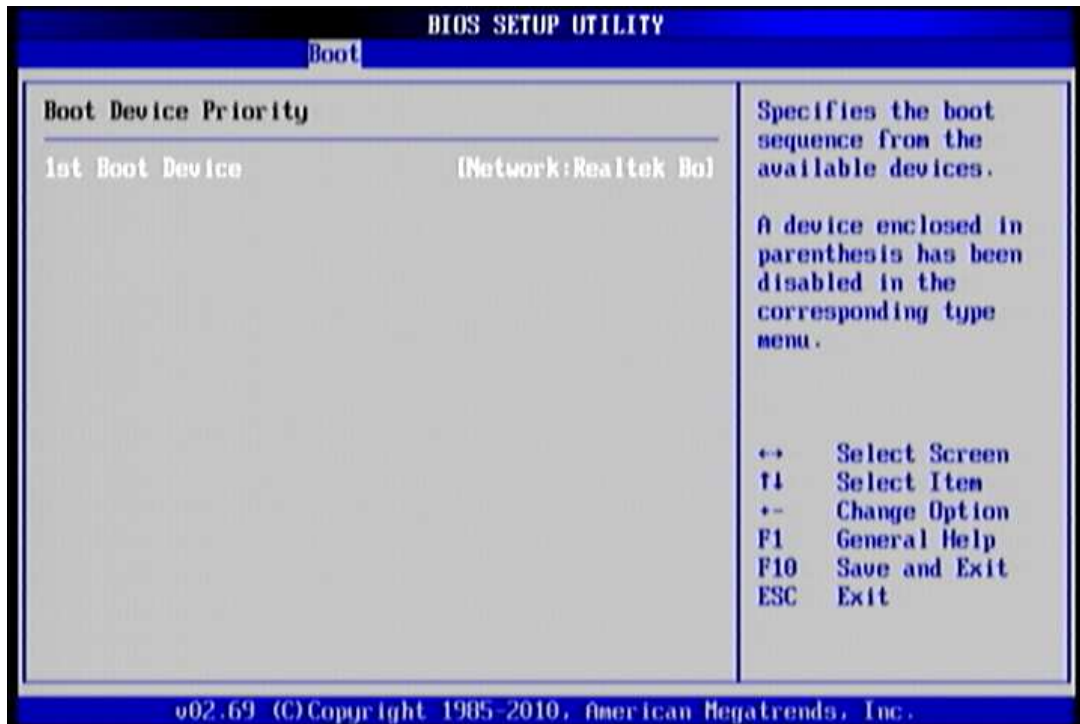 BIOS SETUP UTILITY
Boot
Boot Device Priority
1st Boot Device [Network:Realtek Bo]
Specifies the boot
sequence from the
available devices.
A device enclosed in
parenthesis has been
disabled in the
corresponding type
menu.
↔ Select Screen
↑↓ Select Item
+- Change Option
F1 General Help
F10 Save and Exit
ESC Exit
v02.69 (C)Copyright 1985-2010, American Megatrends, Inc.